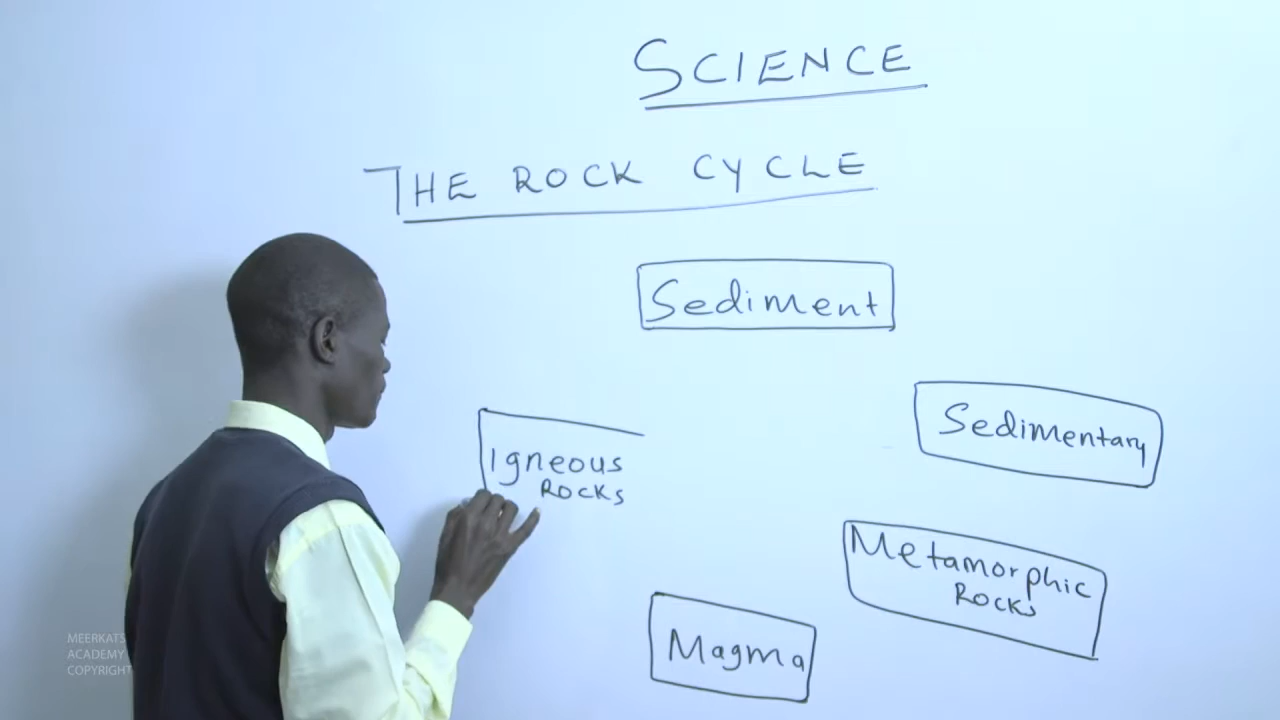 SCIENCE
THE ROCK CYCLE
Sediment
Sedimentary
Igneous
ROCKS
Metamorphic
ROCKS
Magma
MEERKATS
ACADEMY
COPYRIGHT